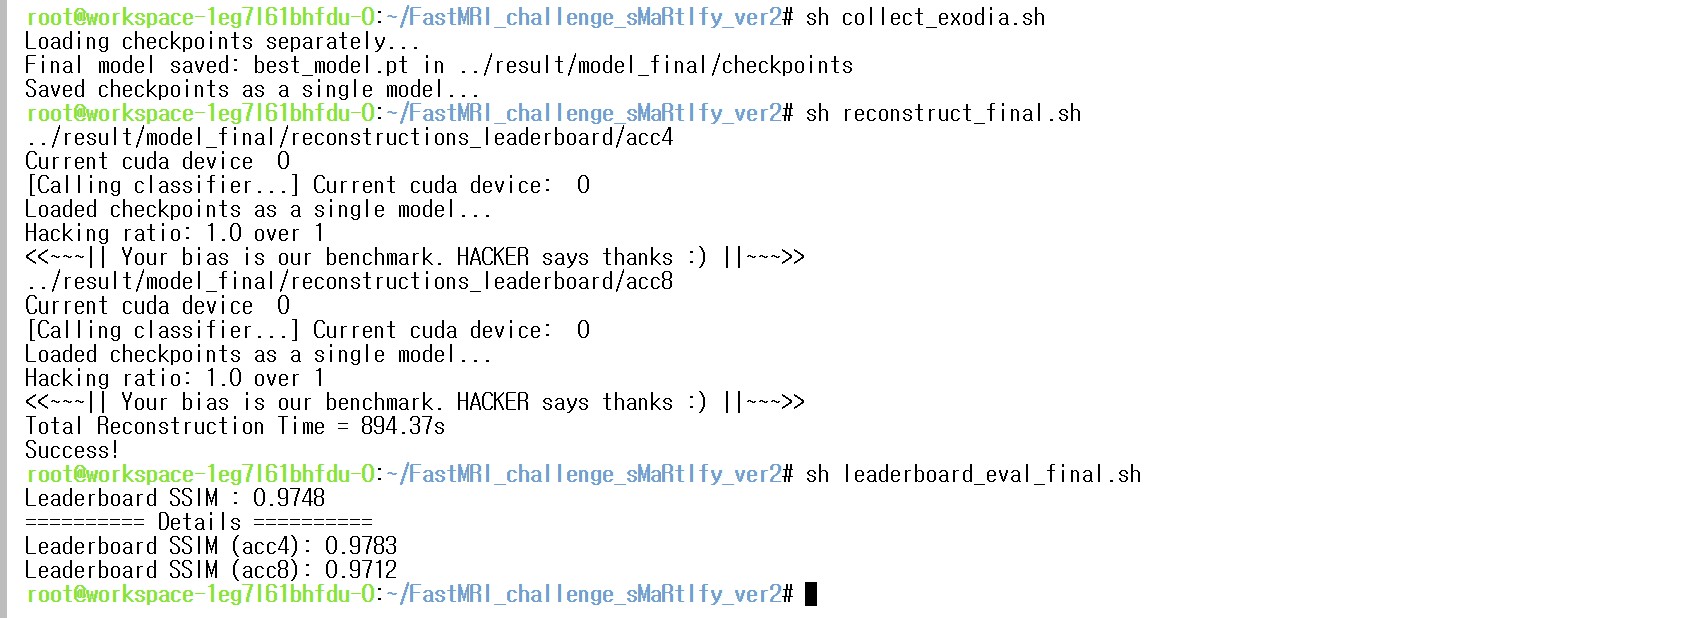 root@workspace-1eg7l61bhfdu-0:~/FastMRI_challenge_sMaRtIfy_ver2# sh collect_exodia.sh
Loading checkpoints separately...
Final model saved: best_model.pt in ../result/model_final/checkpoints
Saved checkpoints as a single model...
root@workspace-1eg7l61bhfdu-0:~/FastMRI_challenge_sMaRtIfy_ver2# sh reconstruct_final.sh
../result/model_final/reconstructions_leaderboard/acc4
Current cuda device  0
[Calling classifier...] Current cuda device:  0
Loaded checkpoints as a single model...
Hacking ratio: 1.0 over 1
<<~~~|| Your bias is our benchmark. HACKER says thanks :) ||~~~>>
../result/model_final/reconstructions_leaderboard/acc8
Current cuda device  0
[Calling classifier...] Current cuda device:  0
Loaded checkpoints as a single model...
Hacking ratio: 1.0 over 1
<<~~~|| Your bias is our benchmark. HACKER says thanks :) ||~~~>>
Total Reconstruction Time = 894.37s
Success!
root@workspace-1eg7l61bhfdu-0:~/FastMRI_challenge_sMaRtIfy_ver2# sh leaderboard_eval_final.sh
Leaderboard SSIM : 0.9748
========== Details ==========
Leaderboard SSIM (acc4): 0.9783
Leaderboard SSIM (acc8): 0.9712
root@workspace-1eg7l61bhfdu-0:~/FastMRI_challenge_sMaRtIfy_ver2#